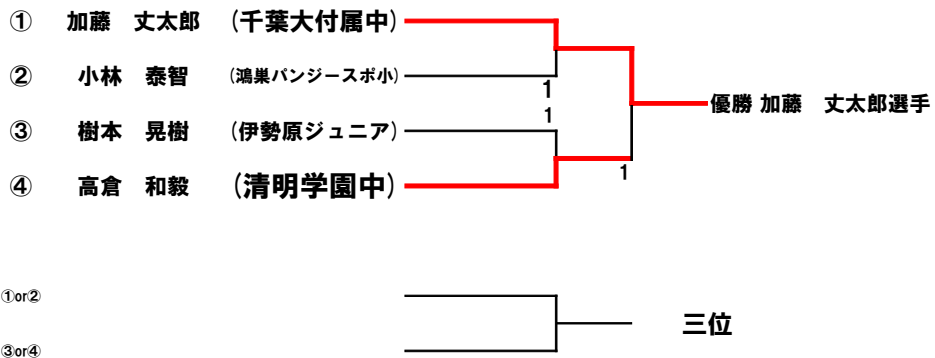 ① 加藤 丈太郎 (千葉大付属中)
② 小林 泰智 (鴻巣パンジースポ小)
1
優勝 加藤 丈太郎選手
1
③ 樹本 晃樹 (伊勢原ジュニア)
1
④ 高倉 和毅 (清明学園中)
①or②
三位
③or④